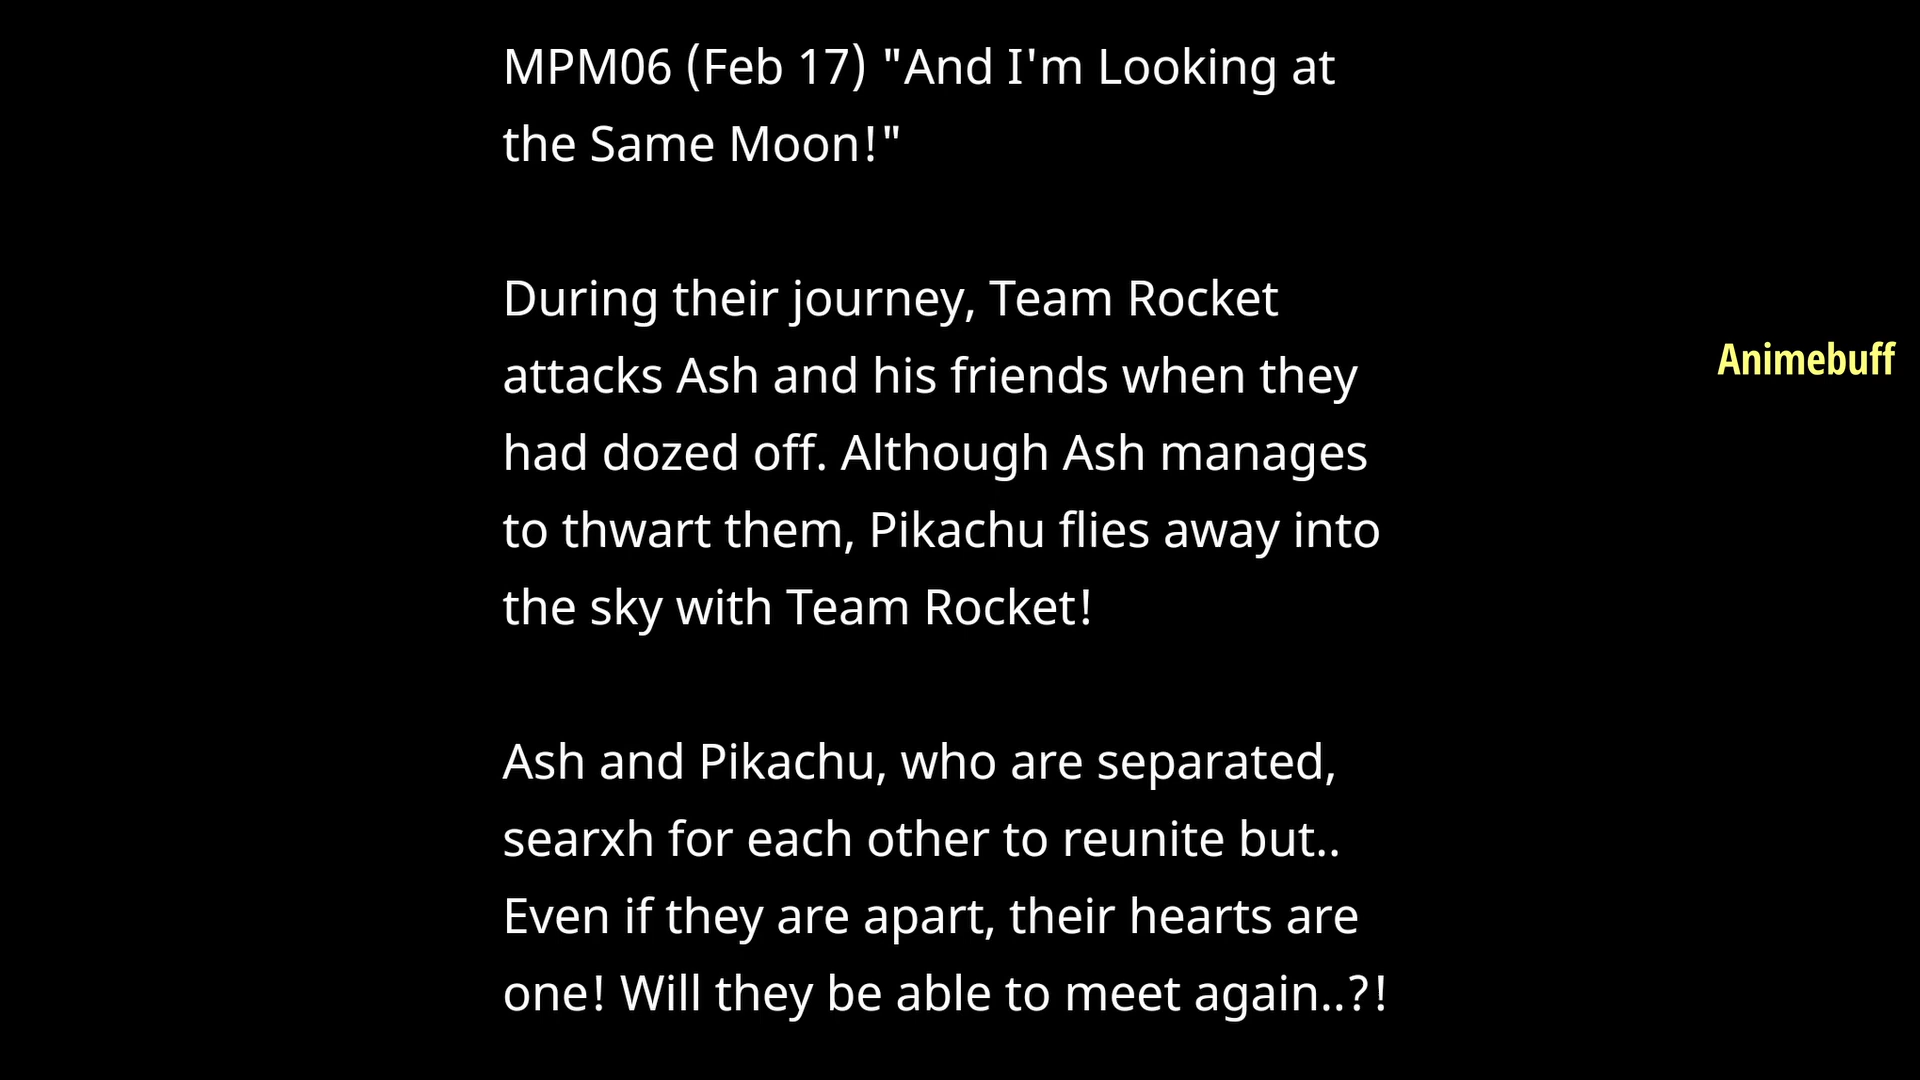 MPM06 (Feb 17) "And I'm Looking at
the Same Moon!"
During their journey, Team Rocket
attacks Ash and his friends when they
had dozed off. Although Ash manages
to thwart them, Pikachu flies away into
the sky with Team Rocket!
Ash and Pikachu, who are separated,
searxh for each other to reunite but..
Even if they are apart, their hearts are
one! Will they be able to meet again..?!
Animebuff